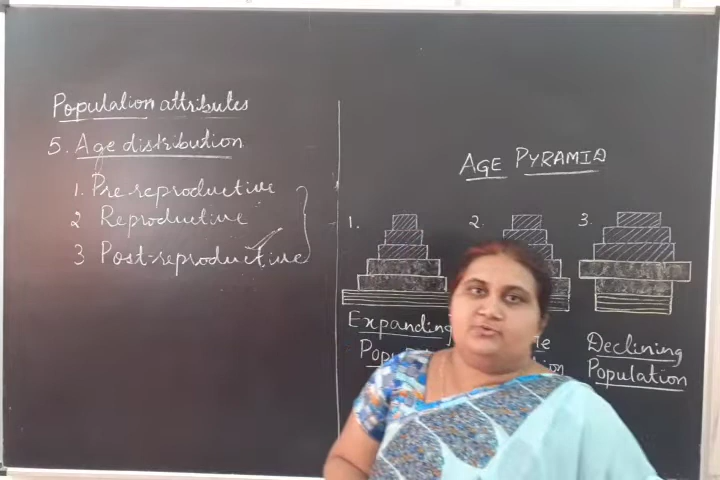 Population attributes
5. Age distribution
1. Pre reproductive
2 Reproductive
3 Post-reproductive
AGE PYRAMID
1.
2.
3.
Expanding
Declining
Population